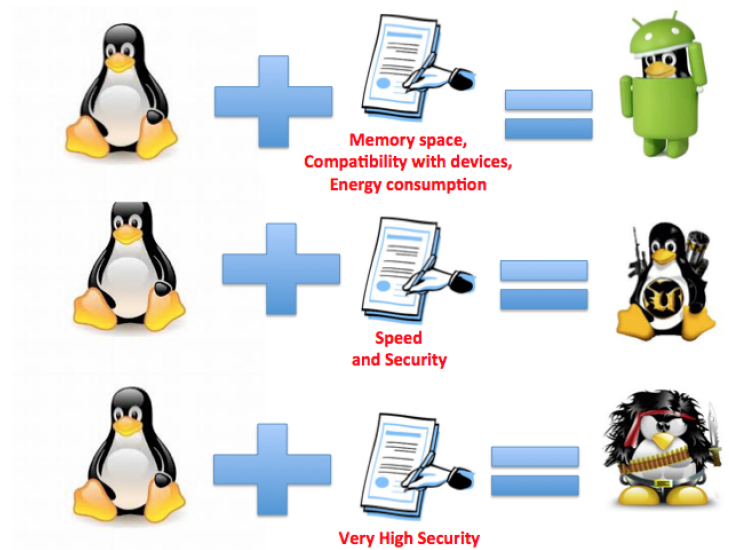 Memory space,
Compatibility with devices,
Energy consumption
Speed
and Security
Very High Security